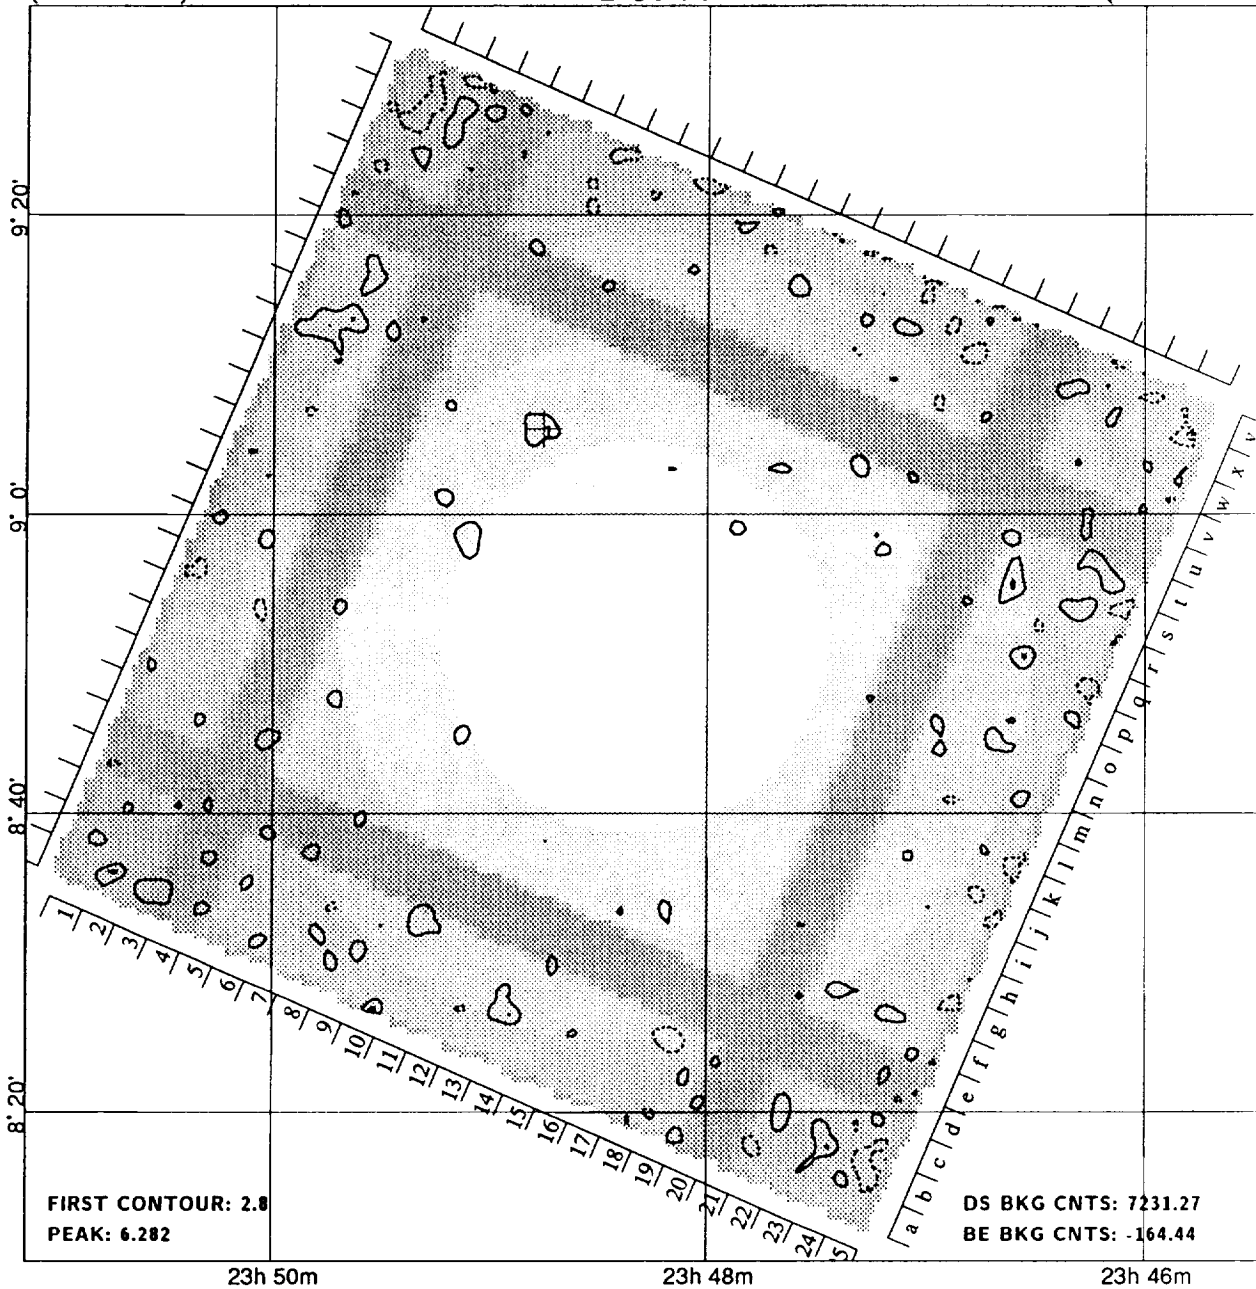 9° 20'
9° 0'
8° 40'
8° 20'
1 2 3 4 5 6 7 8 9 10 11 12 13 14 15 16 17 18 19 20 21 22 23 24
a b c d e f g h i j k l m n o p q r s t u v w x v
FIRST CONTOUR: 2.8
PEAK: 6.282
DS BKG CNTS: 7231.27
BE BKG CNTS: -164.44
23h 50m
23h 48m
23h 46m